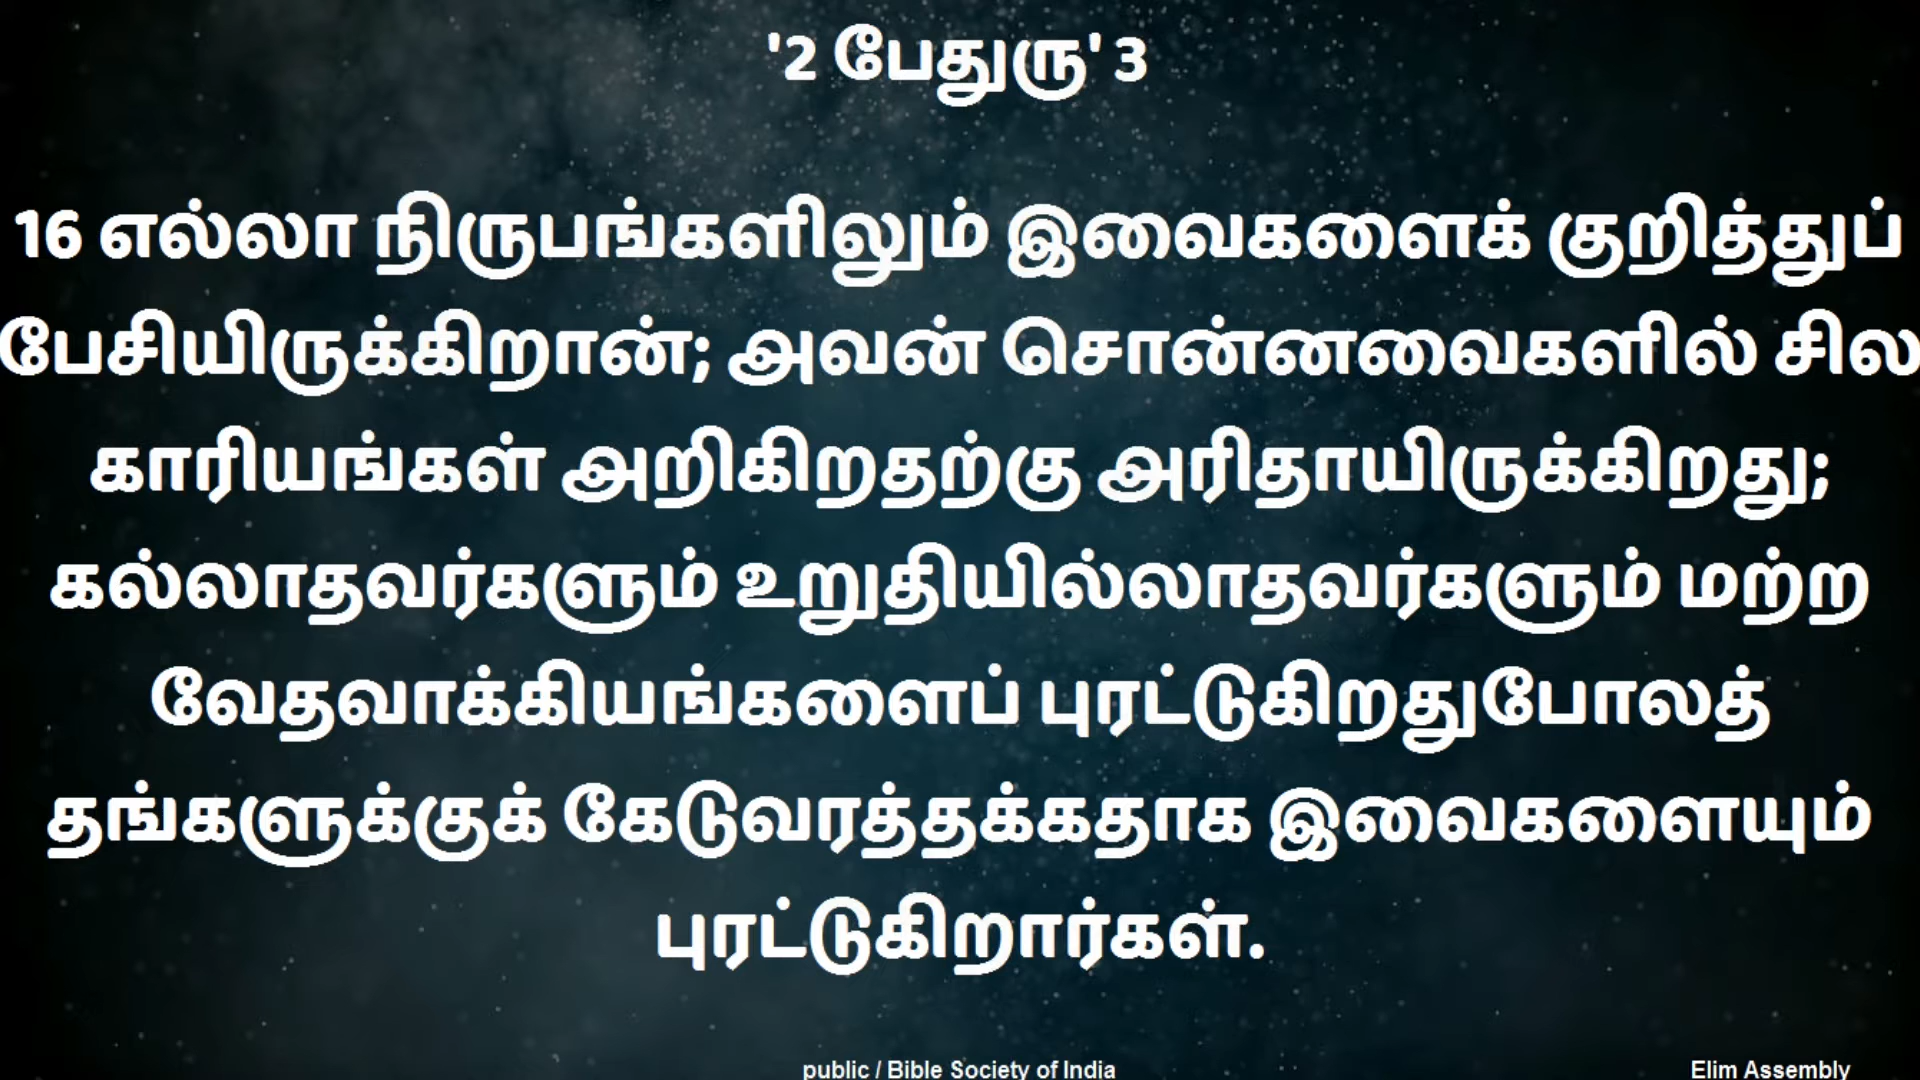 '2 பேதுரு' 3
16 எல்லா நிருபங்களிலும் இவைகளைக் குறித்துப்
பேசியிருக்கிறான்; அவன் சொன்னவைகளில் சில
காரியங்கள் அறிகிறதற்கு அரிதாயிருக்கிறது;
கல்லாதவர்களும் உறுதியில்லாதவர்களும் மற்ற
வேதவாக்கியங்களைப் புரட்டுகிறதுபோலத்
தங்களுக்குக் கேடுவரத்தக்கதாக இவைகளையும்
புரட்டுகிறார்கள்.
public / Bible Society of India
Elim Assembly